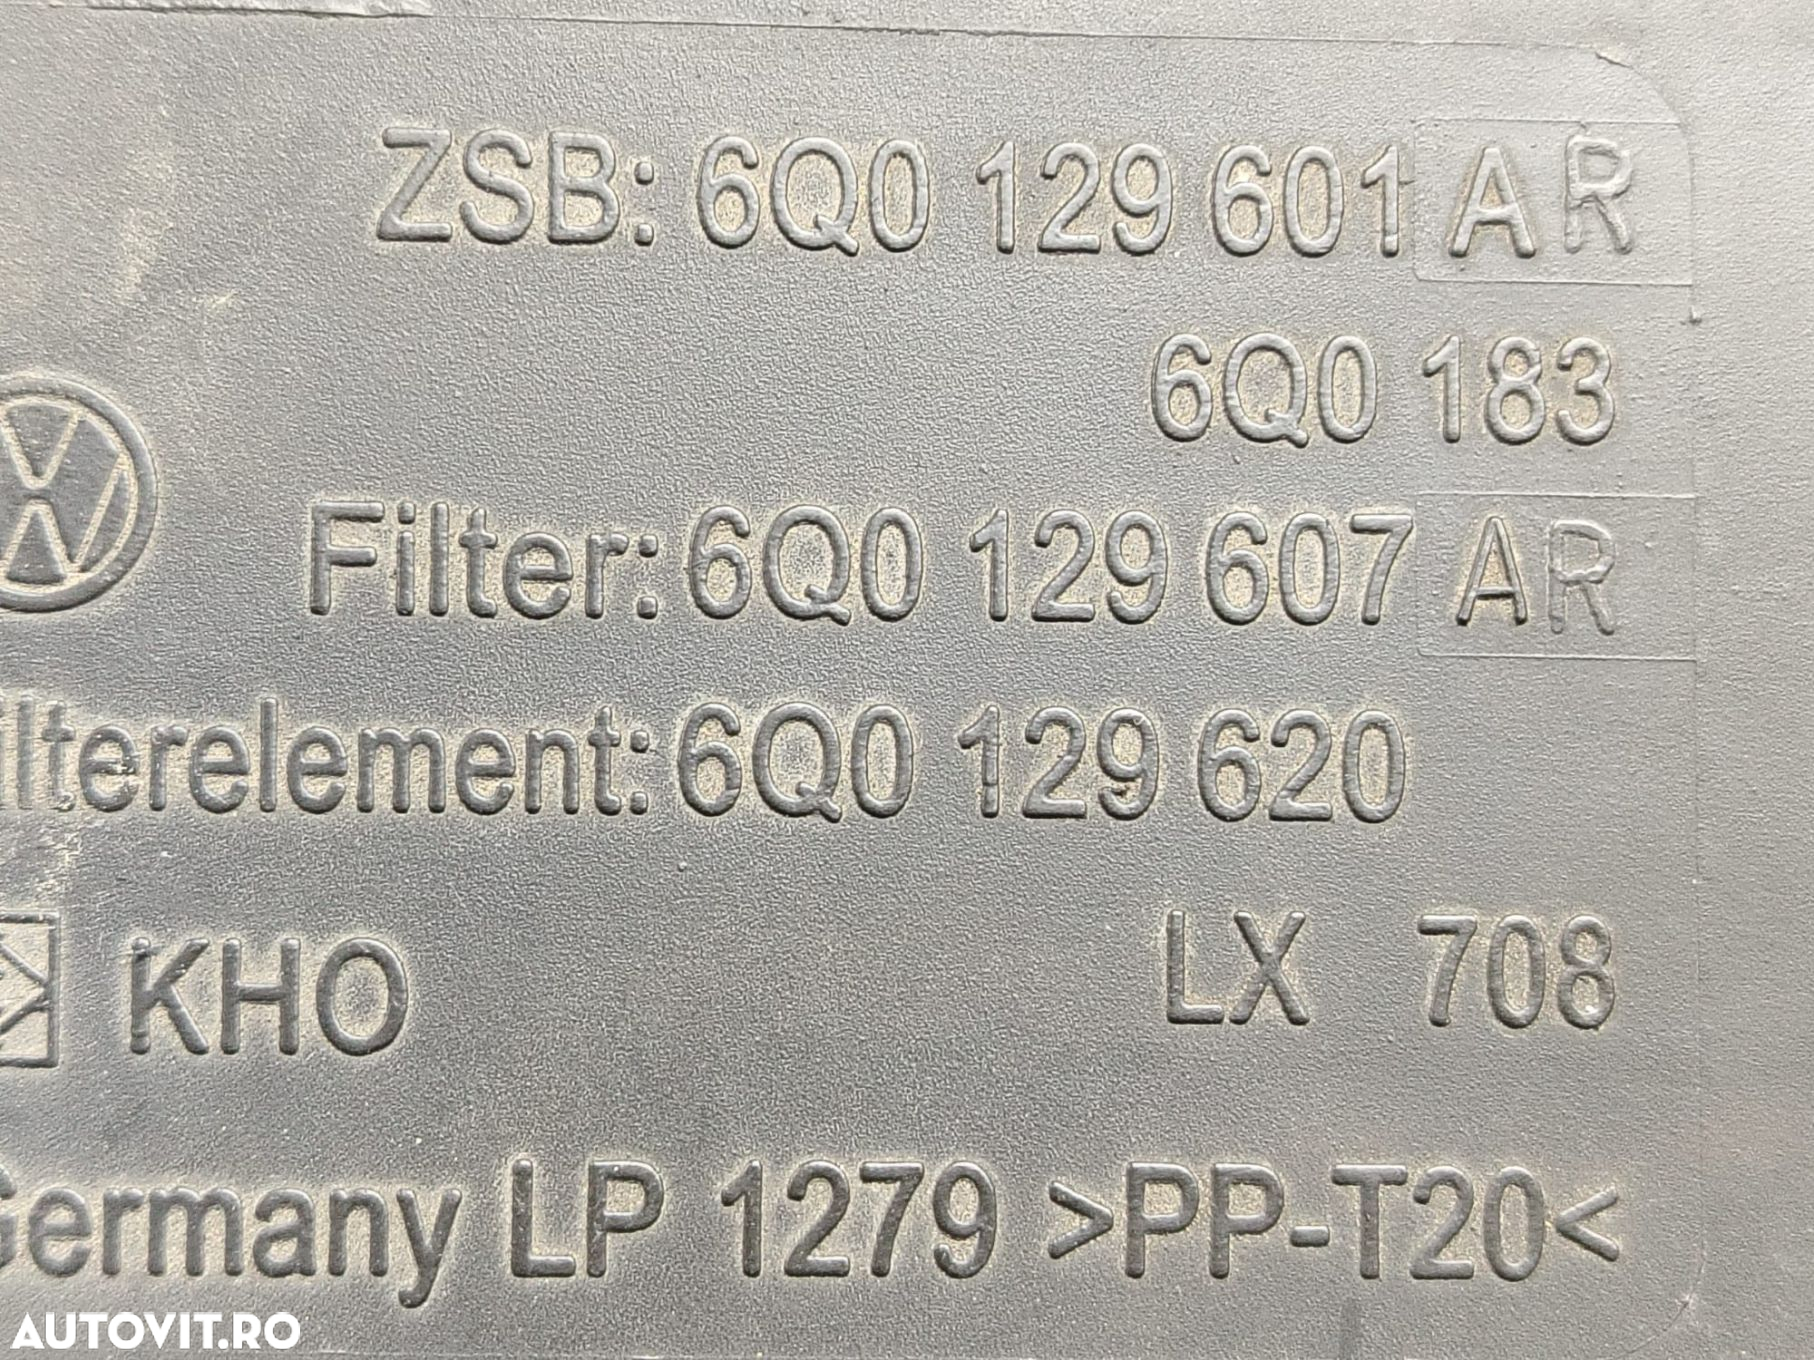 ZSB: 6Q0 129 601 AR
6Q0 183
Filter: 6Q0 129 607 AR
ilterelement: 6Q0 129 620
KHO LX 708
Germany LP 1279 >PP-T20<
AUTOVIT.RO